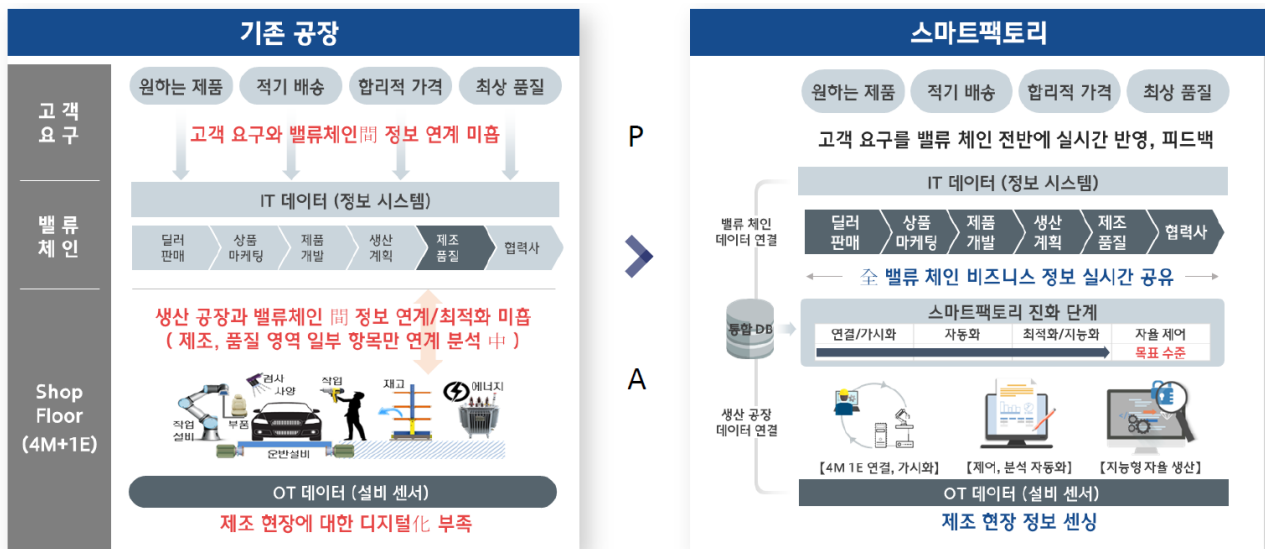 기존 공장
고객
요구
원하는 제품 적기 배송 합리적 가격 최상 품질
고객 요구와 밸류체인間 정보 연계 미흡
밸류
체인
IT 데이터 (정보 시스템)
딜러
판매
상품
마케팅
제품
개발
생산
계획
제조
품질
협력사
Shop
Floor
(4M+1E)
생산 공장과 밸류체인 間 정보 연계/최적화 미흡
( 제조, 품질 영역 일부 항목만 연계 분석 中 )
작업
설비
부품
검사
사양
작업
재고
에너지
운반설비
OT 데이터 (설비 센서)
제조 현장에 대한 디지털化 부족
P
A
스마트팩토리
원하는 제품 적기 배송 합리적 가격 최상 품질
고객 요구를 밸류 체인 전반에 실시간 반영, 피드백
밸류 체인
데이터 연결
통합 DB
생산 공장
데이터 연결
IT 데이터 (정보 시스템)
딜러
판매
상품
마케팅
제품
개발
생산
계획
제조
품질
협력사
全 밸류 체인 비즈니스 정보 실시간 공유
스마트팩토리 진화 단계
연결/가시화 자동화 최적화/지능화 자율 제어
목표 수준
【4M 1E 연결, 가시화】 【제어, 분석 자동화】 【지능형 자율 생산】
OT 데이터 (설비 센서)
제조 현장 정보 센싱